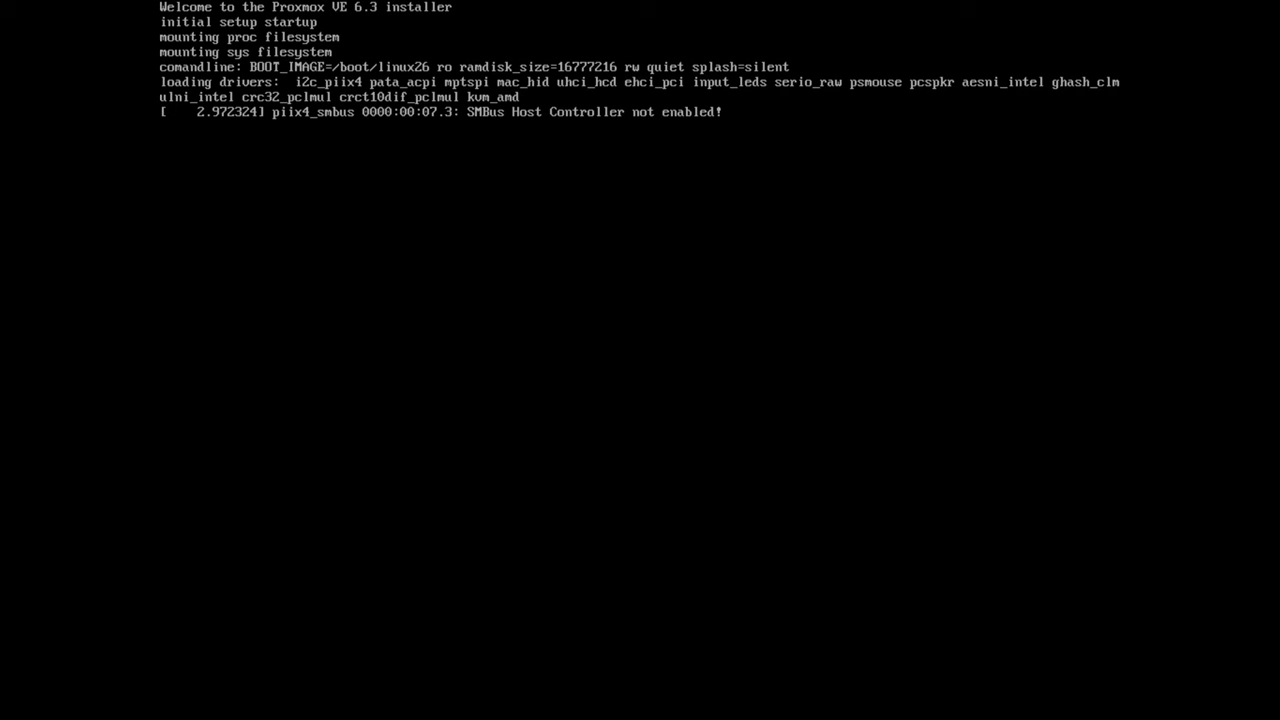 Welcome to the Proxmox VE 6.3 installer
initial setup startup
mounting proc filesystem
mounting sys filesystem
comandline: BOOT_IMAGE=/boot/linux26 ro ramdisk_size=16777216 rw quiet splash=silent
loading drivers:  i2c_piix4 pata_acpi mptspi mac_hid uhci_hcd ehci_pci input_leds serio_raw psmouse pcspkr aesni_intel ghash_clm
ulni_intel crc32_pclmul crct10dif_pclmul kvm_amd
[    2.972324] piix4_smbus 0000:00:07.3: SMBus Host Controller not enabled!